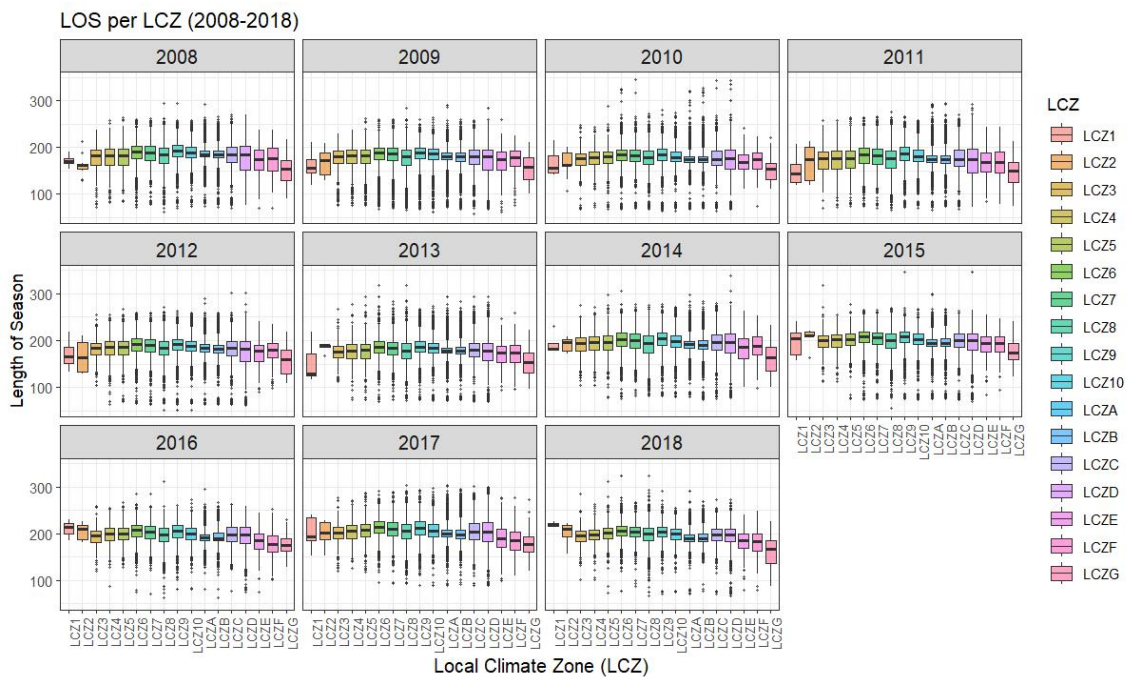 LOS per LCZ (2008-2018)
2008
2009
2010
2011
300
200
100
2012
2013
2014
2015
300
200
100
LCZ1
LCZ2
LCZ3
LCZ4
LCZ5
LCZ6
LCZ7
LCZ8
LCZ9
LCZ10
LCZA
LCZB
LCZC
LCZD
LCZE
LCZF
LCZG
2016
2017
2018
300
200
100
LCZ1
LCZ2
LCZ3
LCZ4
LCZ5
LCZ6
LCZ7
LCZ8
LCZ9
LCZ10
LCZA
LCZB
LCZC
LCZD
LCZE
LCZF
LCZG
LCZ1
LCZ2
LCZ3
LCZ4
LCZ5
LCZ6
LCZ7
LCZ8
LCZ9
LCZ10
LCZA
LCZB
LCZC
LCZD
LCZE
LCZF
LCZG
LCZ1
LCZ2
LCZ3
LCZ4
LCZ5
LCZ6
LCZ7
LCZ8
LCZ9
LCZ10
LCZA
LCZB
LCZC
LCZD
LCZE
LCZF
LCZG
Length of Season
Local Climate Zone (LCZ)
LCZ
LCZ1
LCZ2
LCZ3
LCZ4
LCZ5
LCZ6
LCZ7
LCZ8
LCZ9
LCZ10
LCZA
LCZB
LCZC
LCZD
LCZE
LCZF
LCZG